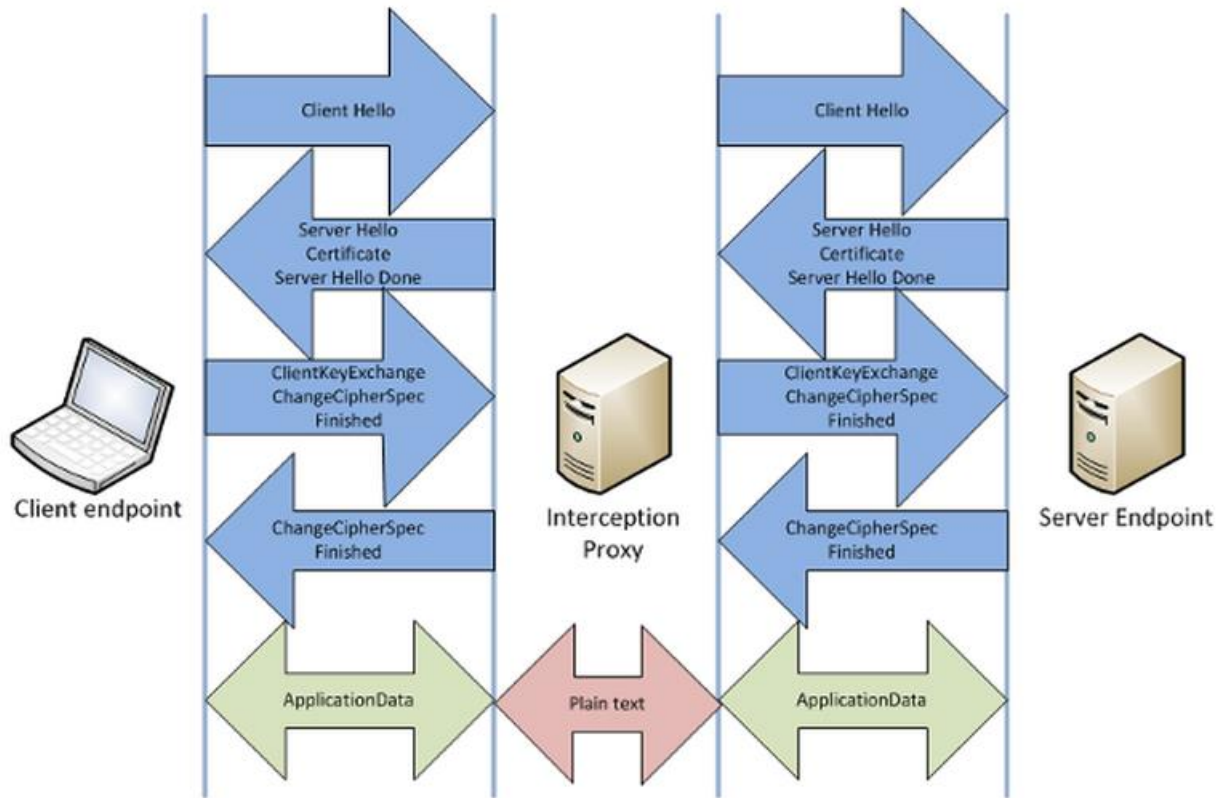 Client Hello
Client Hello
Server Hello
Certificate
Server Hello Done
Server Hello
Certificate
Server Hello Done
ClientKeyExchange
ChangeCipherSpec
Finished
ClientKeyExchange
ChangeCipherSpec
Finished
Client endpoint
Interception
Proxy
Server Endpoint
ChangeCipherSpec
Finished
ChangeCipherSpec
Finished
ApplicationData
Plain text
ApplicationData